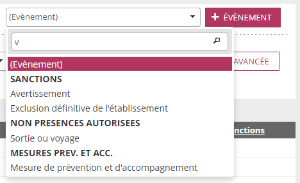 (Evènement)
+ ÉVÈNEMENT
v
(Evènement)
AVANCÉE
SANCTIONS
Avertissement
Exclusion définitive de l'établissement
NON PRESENCES AUTORISEES
nctions
Sortie ou voyage
MESURES PREV. ET ACC.
Mesure de prévention et d'accompagnement